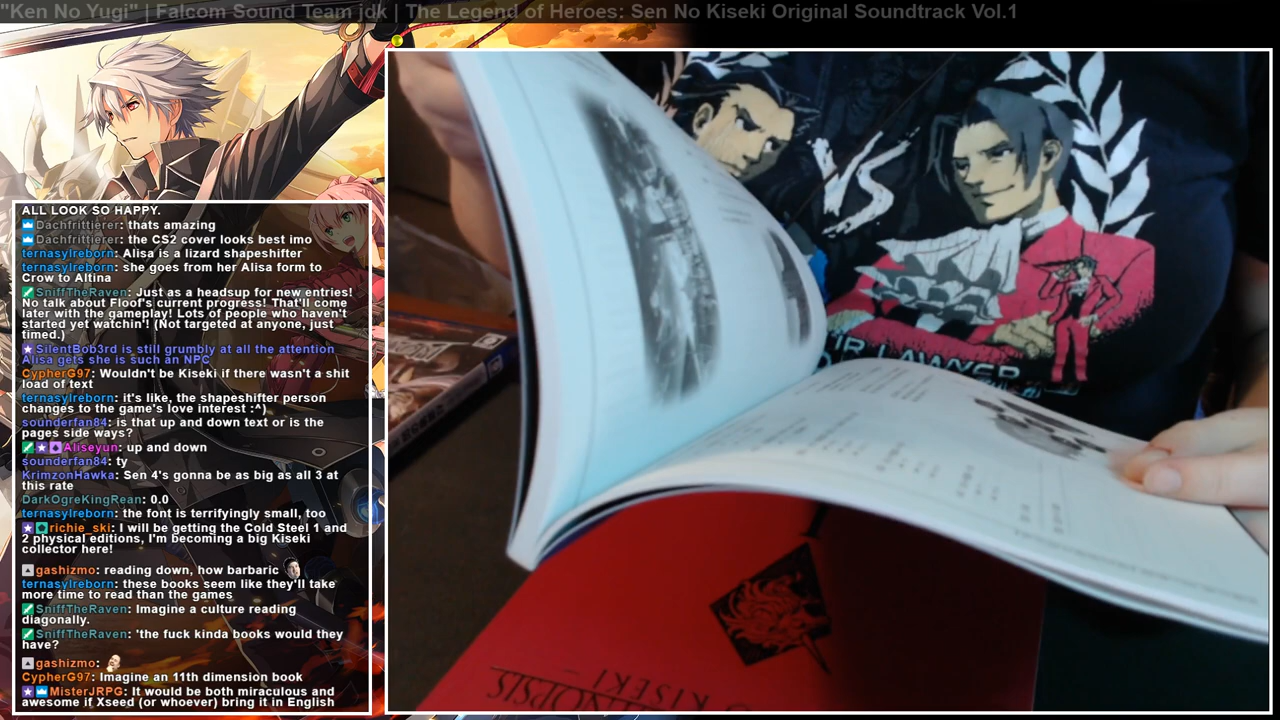 "Ken No Yugi" | Falcom Sound Team jdk | The Legend of Heroes: Sen No Kiseki Original Soundtrack Vol.1
ALL LOOK SO HAPPY.
Dachfrittierer: thats amazing
Dachfrittierer: the CS2 cover looks best imo
ternasylreborn: Alisa is a lizard shapeshifter
ternasylreborn: she goes from her Alisa form to
Crow to Altina
SniffTheRaven: Just as a headsup for new entries!
No talk about Floof's current progress! That'll come
later with the gameplay! Lots of people who haven't
started yet watchin'! (Not targeted at anyone, just
timed.)
SilentBob3rd is still grumbly at all the attention
Alisa gets she is such an NPC
CypherG97: Wouldn't be Kiseki if there wasn't a shit
load of text
ternasylreborn: it's like, the shapeshifter person
changes to the game's love interest :^)
sounderfan84: is that up and down text or is the
pages side ways?
Aliseyun: up and down
sounderfan84: ty
KrimzonHawka: Sen 4's gonna be as big as all 3 at
this rate
DarkOgreKingRean: 0.0
ternasylreborn: the font is terrifyingly small, too
richie_ski: I will be getting the Cold Steel 1 and
2 physical editions, I'm becoming a big Kiseki
collector here!
gashizmo: reading down, how barbaric
ternasylreborn: these books seem like they'll take
more time to read than the games
SniffTheRaven: Imagine a culture reading
diagonally.
SniffTheRaven: 'the fuck kinda books would they
have?
gashizmo:
CypherG97: Imagine an 11th dimension book
MisterJRPG: It would be both miraculous and
awesome if Xseed (or whoever) bring it in English
VS
LAWYER
KISEKI